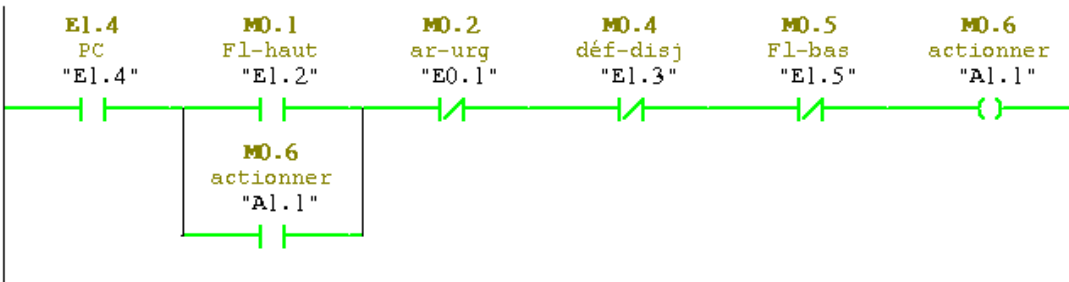 E1.4 M0.1 M0.2 M0.4 M0.5 M0.6
PC Fl-haut ar-urg déf-disj Fl-bas actionner
"E1.4" "E1.2" "E0.1" "E1.3" "E1.5" "A1.1"
M0.6
actionner
"A1.1"